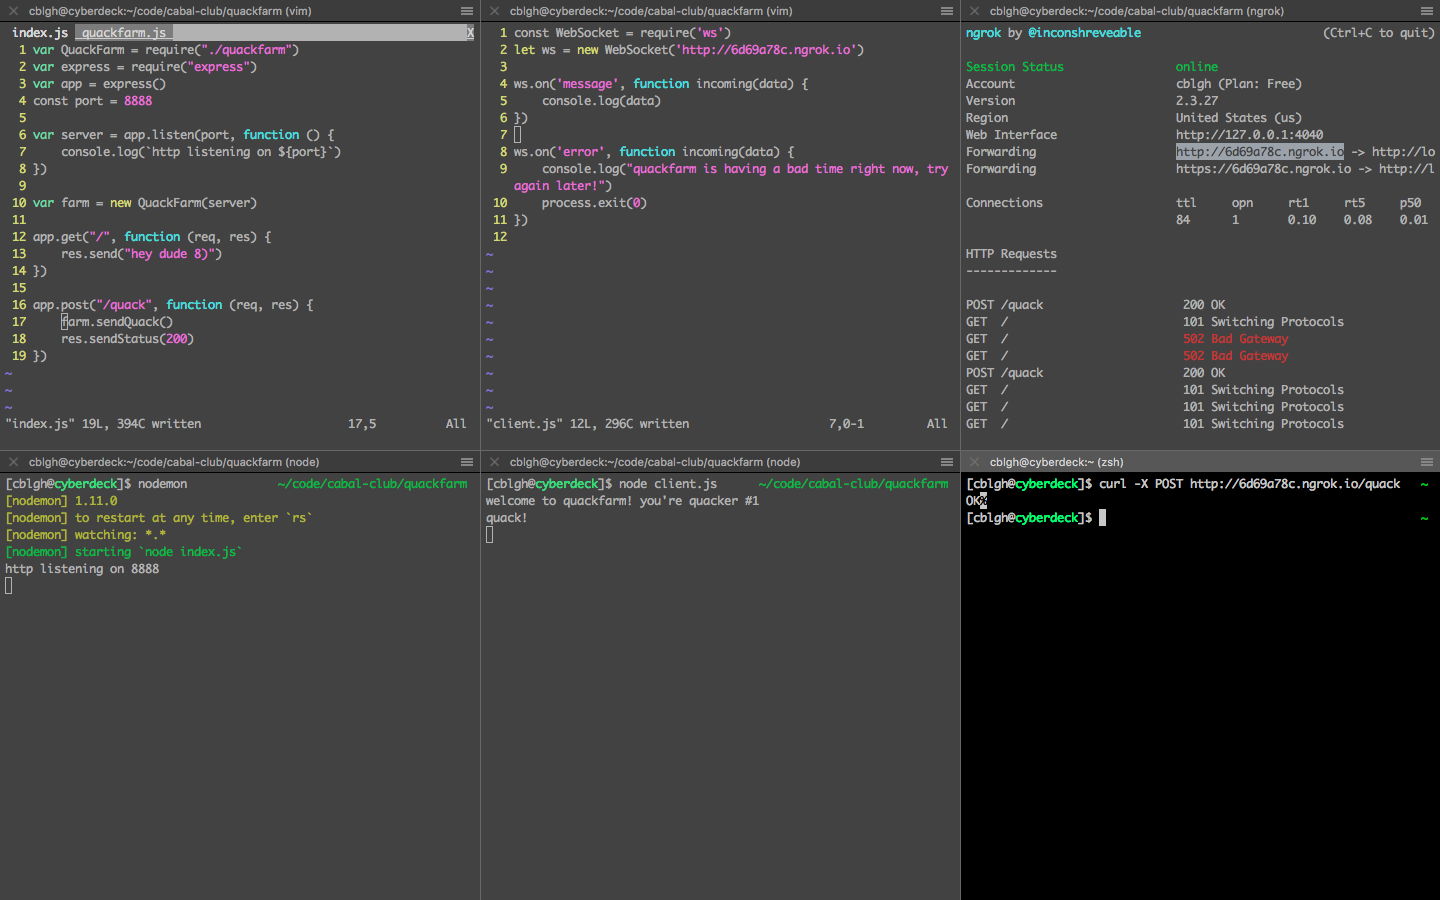 cblgh@cyberdeck:~/code/cabal-club/quackfarm (vim)
index.js  quackfarm.js  X
1 var QuackFarm = require("./quackfarm")
2 var express = require("express")
3 var app = express()
4 const port = 8888
5
6 var server = app.listen(port, function () {
7     console.log(`http listening on ${port}`)
8 })
9
10 var farm = new QuackFarm(server)
11
12 app.get("/", function (req, res) {
13     res.send("hey dude 8)")
14 })
15
16 app.post("/quack", function (req, res) {
17     farm.sendQuack()
18     res.sendStatus(200)
19 })
~
~
~
"index.js" 19L, 394C written 17,5 All
cblgh@cyberdeck:~/code/cabal-club/quackfarm (vim)
1 const WebSocket = require('ws')
2 let ws = new WebSocket('http://6d69a78c.ngrok.io')
3
4 ws.on('message', function incoming(data) {
5     console.log(data)
6 })
7
8 ws.on('error', function incoming(data) {
9     console.log("quackfarm is having a bad time right now, try
again later!")
10     process.exit(0)
11 })
12
~
~
~
~
~
~
~
~
~
~
"client.js" 12L, 296C written 7,0-1 All
cblgh@cyberdeck:~/code/cabal-club/quackfarm (ngrok)
ngrok by @inconshreveable (Ctrl+C to quit)
Session Status online
Account cblgh (Plan: Free)
Version 2.3.27
Region United States (us)
Web Interface http://127.0.0.1:4040
Forwarding http://6d69a78c.ngrok.io -> http://lo
Forwarding https://6d69a78c.ngrok.io -> http://l
Connections ttl opn rt1 rt5 p50
84 1 0.10 0.08 0.01
HTTP Requests
-------------
POST /quack 200 OK
GET / 101 Switching Protocols
GET / 502 Bad Gateway
GET / 502 Bad Gateway
POST /quack 200 OK
GET / 101 Switching Protocols
GET / 101 Switching Protocols
GET / 101 Switching Protocols
cblgh@cyberdeck:~/code/cabal-club/quackfarm (node)
[cblgh@cyberdeck]$ nodemon ~/code/cabal-club/quackfarm
[nodemon] 1.11.0
[nodemon] to restart at any time, enter `rs`
[nodemon] watching: *.*
[nodemon] starting `node index.js`
http listening on 8888
cblgh@cyberdeck:~/code/cabal-club/quackfarm (node)
[cblgh@cyberdeck]$ node client.js ~/code/cabal-club/quackfarm
welcome to quackfarm! you're quacker #1
quack!
cblgh@cyberdeck:~ (zsh)
[cblgh@cyberdeck]$ curl -X POST http://6d69a78c.ngrok.io/quack ~
OK%
[cblgh@cyberdeck]$ ~